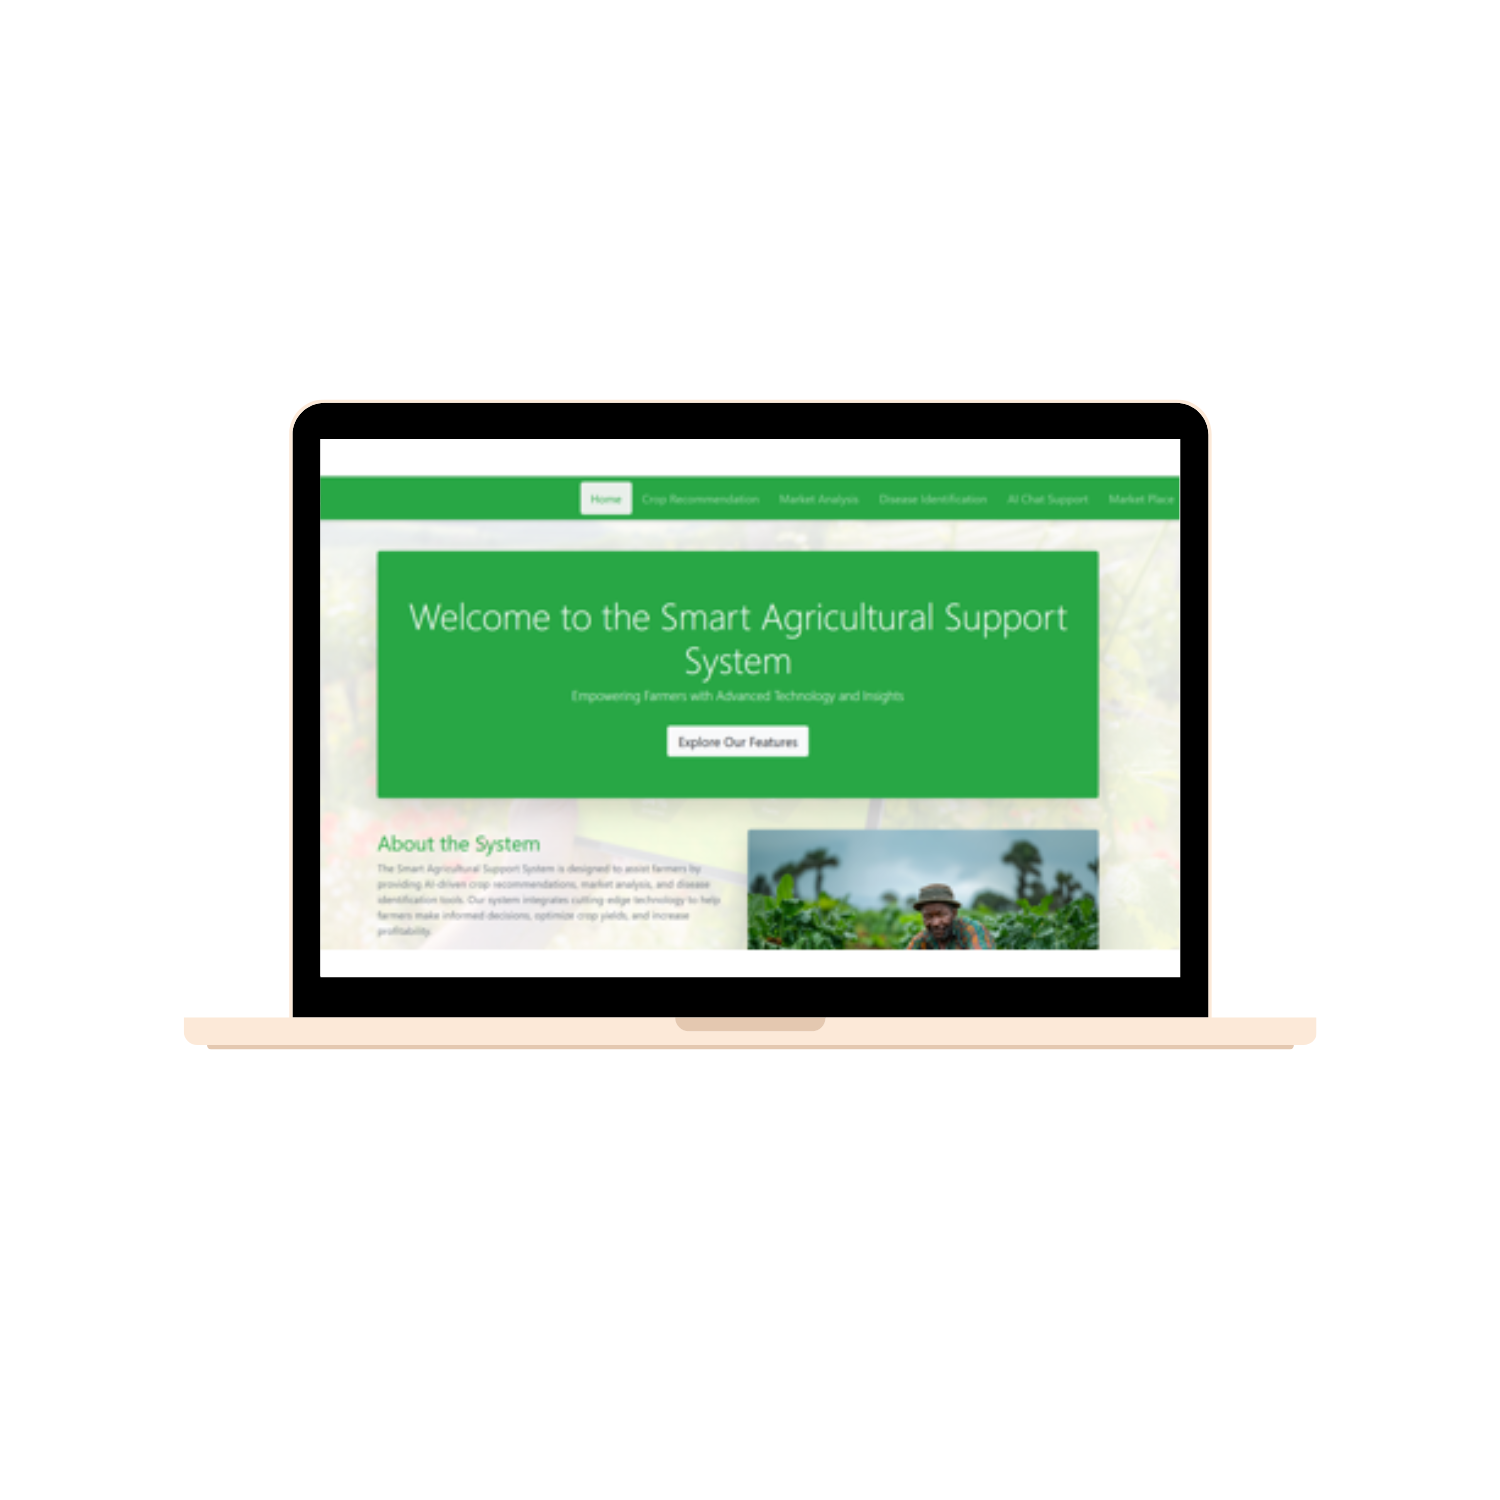 Home Crop Recommendation Market Analysis Disease Identification AI Chat Support Market Place
Welcome to the Smart Agricultural Support
System
Empowering Farmers with Advanced Technology and Insights
Explore Our Features
About the System
The Smart Agricultural Support System is designed to assist farmers by
providing AI-driven crop recommendations, market analysis, and disease
identification tools. Our system integrates cutting-edge technology to help
farmers make informed decisions, optimize crop yields, and increase
profitability.